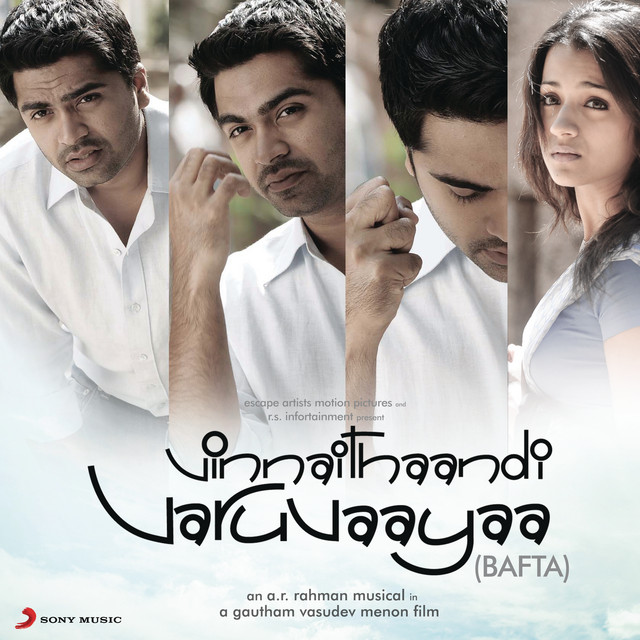 escape artists motion pictures and
r.s. infortainment present
vinnaithaandi
varuvaayaa
(BAFTA)
an a.r. rahman musical in
a gautham vasudev menon film
SONY MUSIC